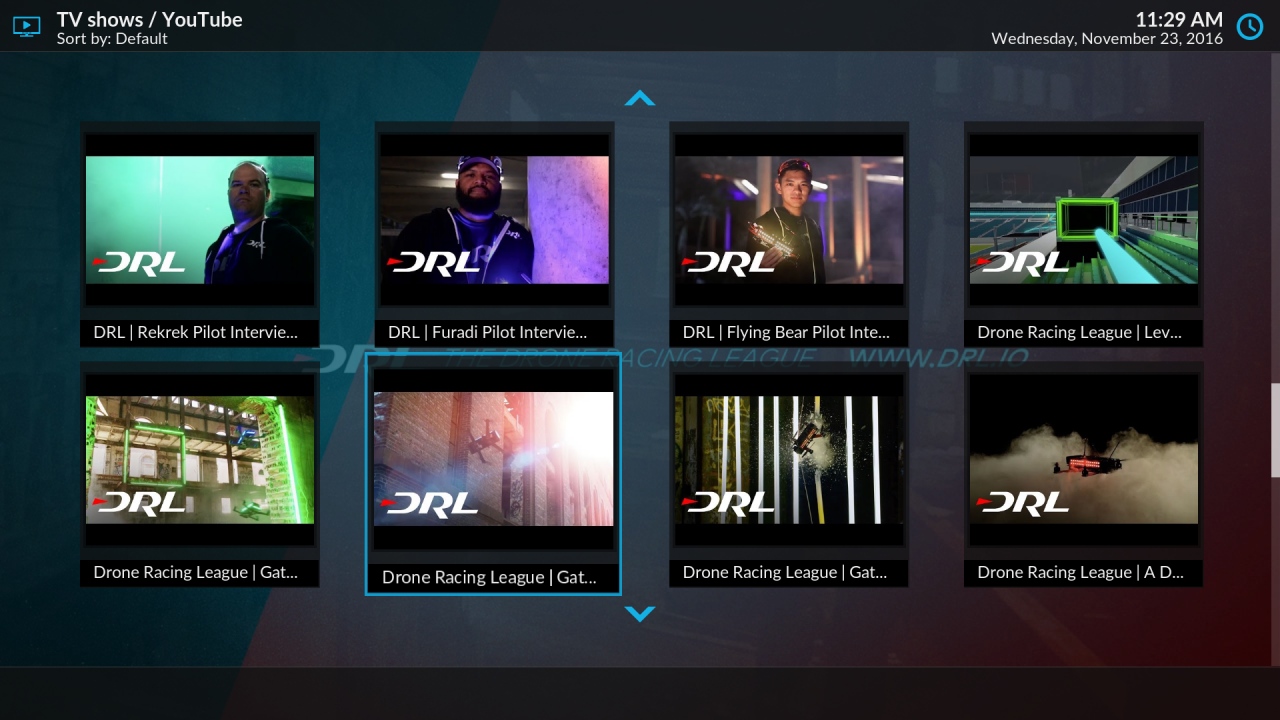 TV shows / YouTube
Sort by: Default
11:29 AM
Wednesday, November 23, 2016
DRL
DRL
DRL
DRL
DRL | Rekrek Pilot Intervie...
DRL | Furadi Pilot Intervie...
DRL | Flying Bear Pilot Inte...
Drone Racing League | Lev...
DRL THE DRONE RACING LEAGUE WWW.DRL.IO
DRL
DRL
DRL
DRL
Drone Racing League | Gat...
Drone Racing League | Gat...
Drone Racing League | Gat...
Drone Racing League | A D...